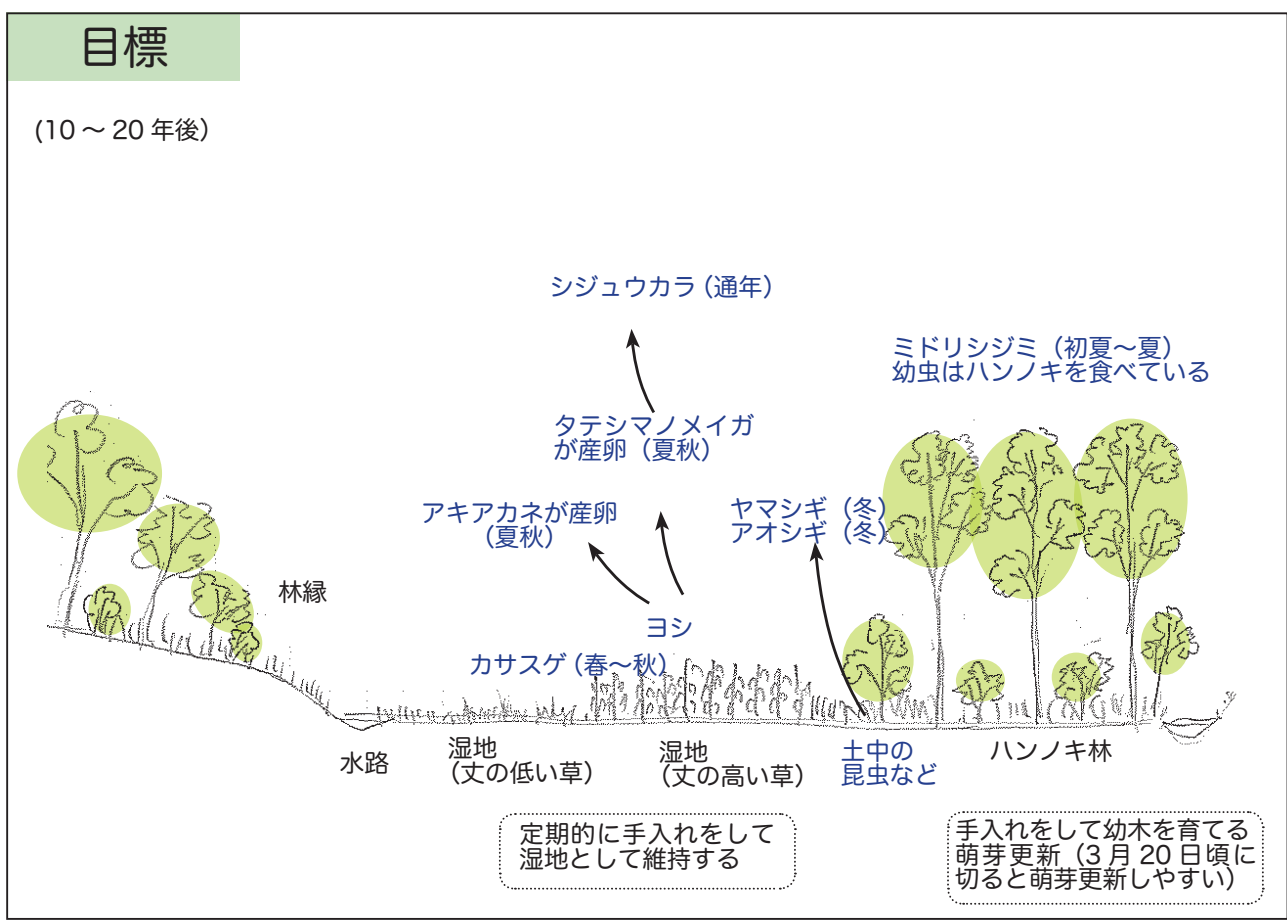 目標
(10 ～ 20 年後)
シジュウカラ（通年）
ミドリシジミ（初夏～夏）
幼虫はハンノキを食べている
タテシマノメイガ
が産卵（夏秋）
アキアカネが産卵
（夏秋）
ヤマシギ（冬）
アオシギ（冬）
林縁
ヨシ
カサスゲ（春～秋）
水路
湿地
（丈の低い草）
湿地
（丈の高い草）
土中の
昆虫など
ハンノキ林
定期的に手入れをして
湿地として維持する
手入れをして幼木を育てる
萌芽更新（3 月 20 日頃に
切ると萌芽更新しやすい）